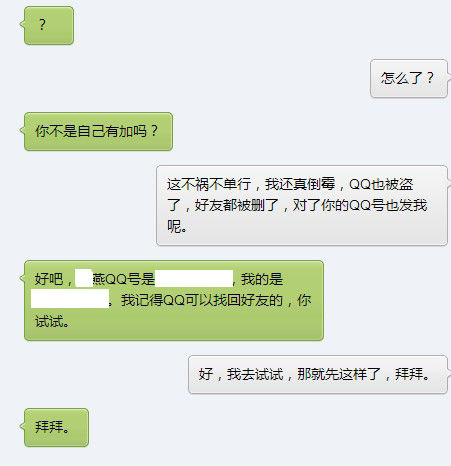 ？
怎么了？
你不是自己有加吗？
这不祸不单行，我还真倒霉，QQ也被盗
了，好友都被删了，对了你的QQ号也发我
呢。
好吧，燕QQ号是，我的是
。我记得QQ可以找回好友的，你
试试。
好，我去试试，那就先这样了，拜拜。
拜拜。